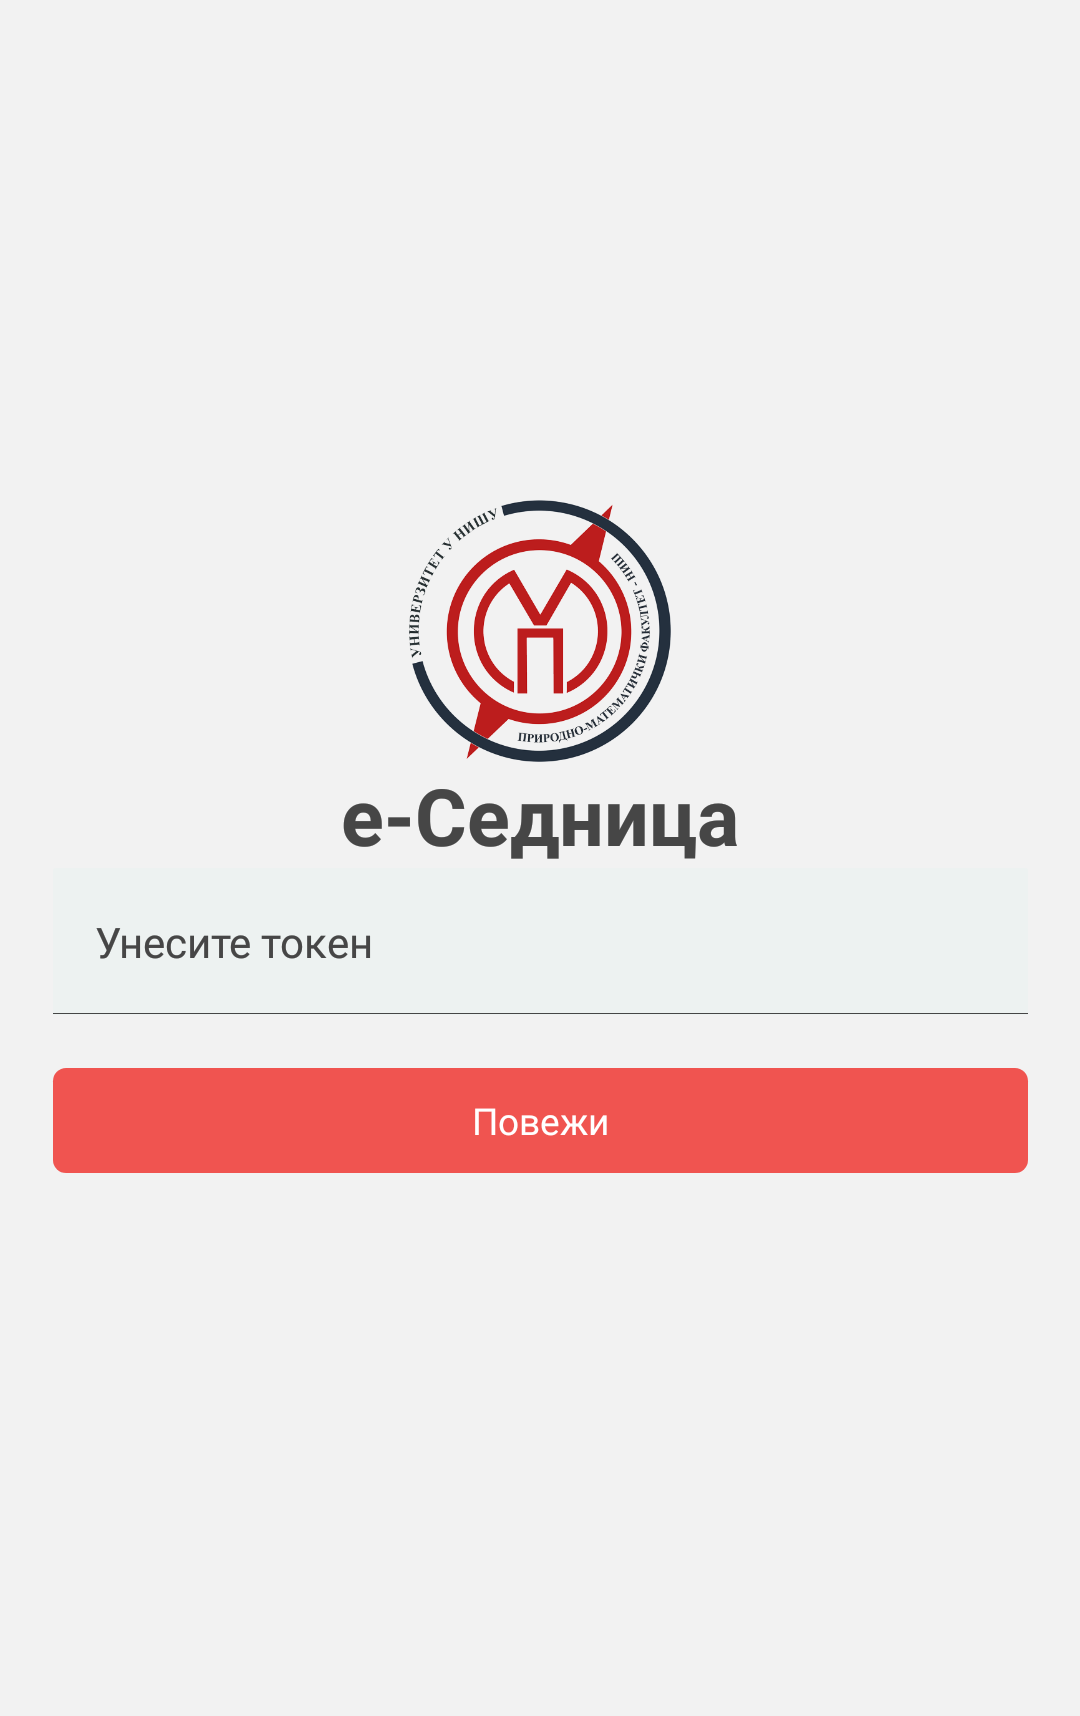 УНИВЕРЗИТЕТ У НИШУ
ПРИРОДНО-МАТЕМАТИЧКИ ФАКУЛТЕТ - НИШ
е-Седница
Унесите токен
Повежи